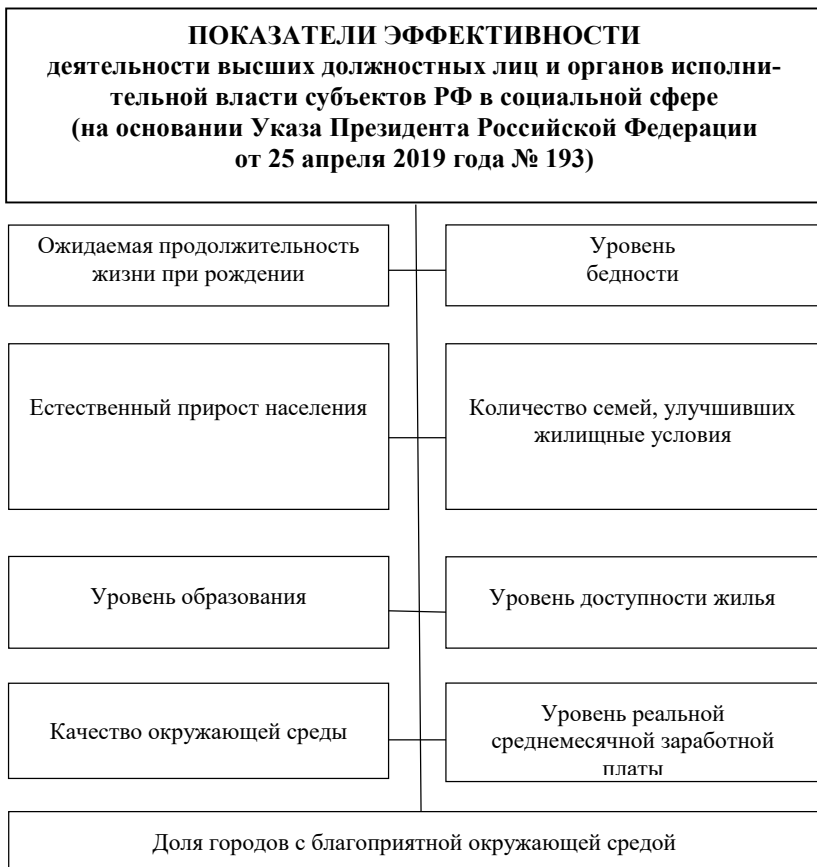 ПОКАЗАТЕЛИ ЭФФЕКТИВНОСТИ
деятельности высших должностных лиц и органов исполни-
тельной власти субъектов РФ в социальной сфере
(на основании Указа Президента Российской Федерации
от 25 апреля 2019 года № 193)
Ожидаемая продолжительность
жизни при рождении
Уровень
бедности
Естественный прирост населения
Количество семей, улучшивших
жилищные условия
Уровень образования
Уровень доступности жилья
Качество окружающей среды
Уровень реальной
среднемесячной заработной
платы
Доля городов с благоприятной окружающей средой